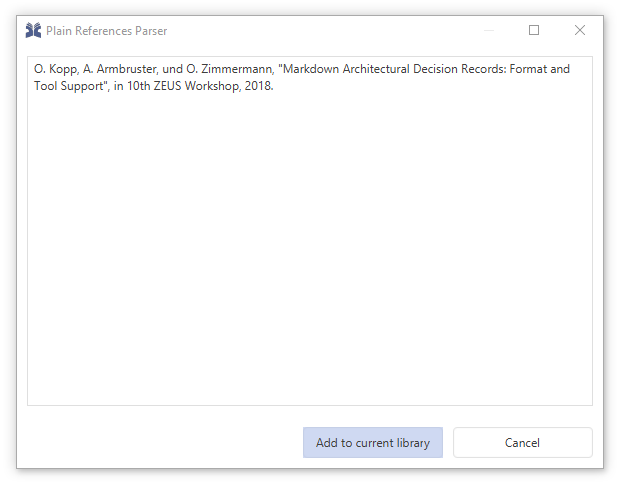 Plain References Parser
O. Kopp, A. Armbruster, und O. Zimmermann, "Markdown Architectural Decision Records: Format and
Tool Support", in 10th ZEUS Workshop, 2018.
Add to current library
Cancel